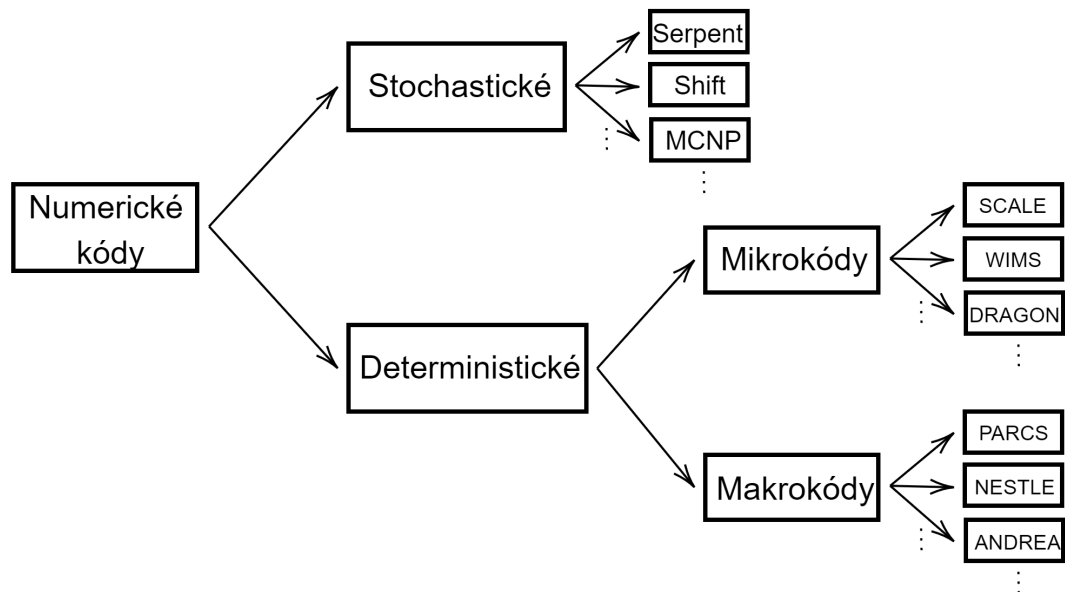 Numerické
kódy
Stochastické
Serpent
Shift
MCNP
Deterministické
Mikrokódy
SCALE
WIMS
DRAGON
Makrokódy
PARCS
NESTLE
ANDREA